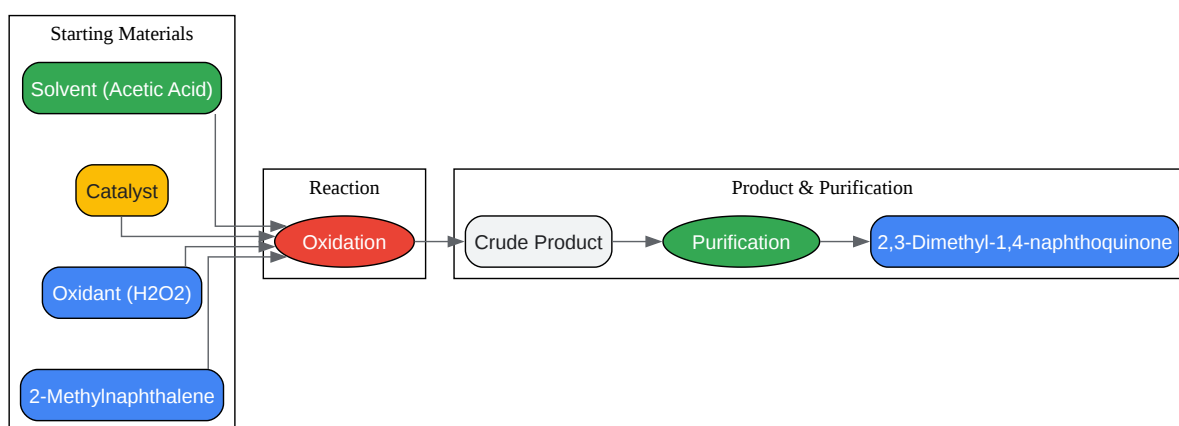 Starting Materials
Solvent (Acetic Acid)
Catalyst
Oxidant (H2O2)
2-Methylnaphthalene
Reaction
Oxidation
Product & Purification
Crude Product
Purification
2,3-Dimethyl-1,4-naphthoquinone